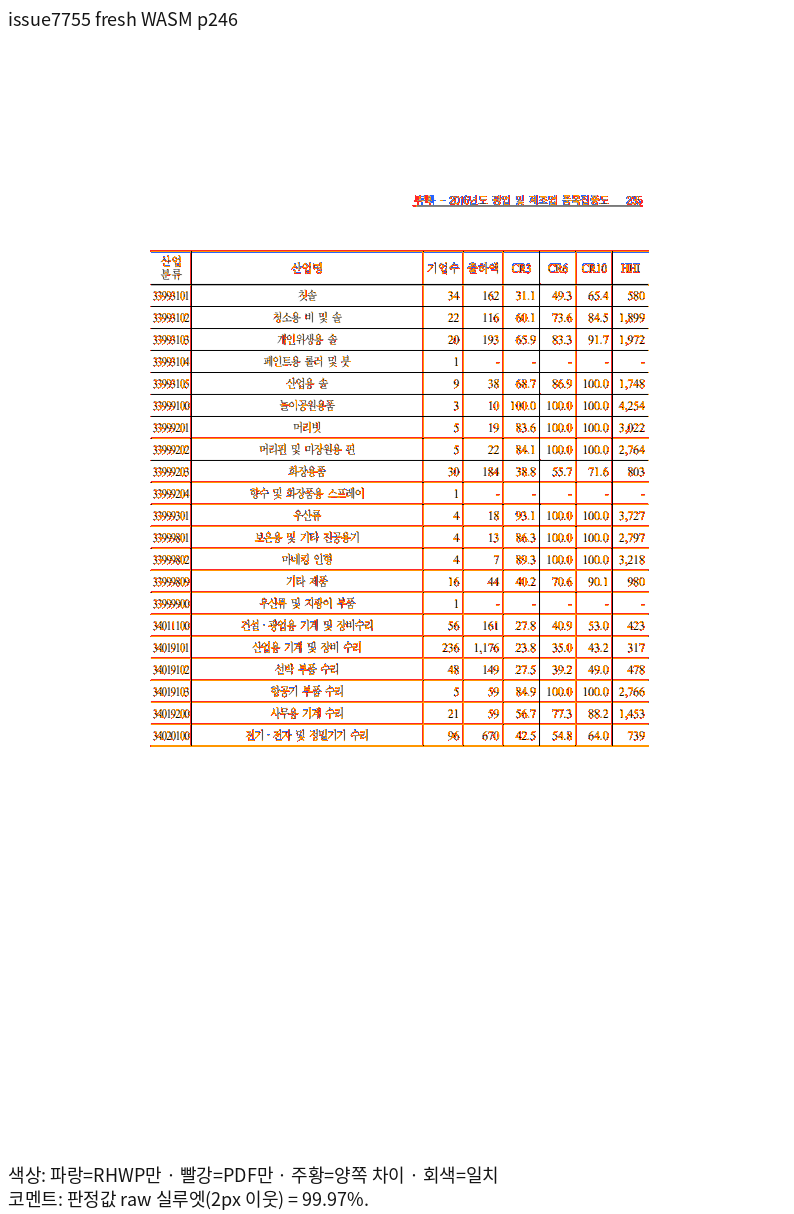 issue7755 fresh WASM p246
부록 - 2016년도 광업 및 제조업 품목집중도 235
산업분류 산업명 기업수 출하액 CR3 CR6 CR10 HHI
33993101 칫솔 34 162 31.1 49.3 65.4 580
33993102 청소용 비 및 솔 22 116 60.1 73.6 84.5 1,899
33993103 개인위생용 솔 20 193 65.9 83.3 91.7 1,972
33993104 페인트용 롤러 및 붓 1 - - - - -
33993105 산업용 솔 9 38 68.7 86.9 100.0 1,748
33999100 놀이공원용품 3 10 100.0 100.0 100.0 4,254
33999201 머리빗 5 19 83.6 100.0 100.0 3,022
33999202 머리핀 및 미장원용 핀 5 22 84.1 100.0 100.0 2,764
33999203 화장용품 30 184 38.8 55.7 71.6 803
33999204 향수 및 화장품용 스프레이 1 - - - - -
33999301 우산류 4 18 93.1 100.0 100.0 3,727
33999801 보온용 및 기타 진공용기 4 13 86.3 100.0 100.0 2,797
33999802 마네킹 인형 4 7 89.3 100.0 100.0 3,218
33999809 기타 제품 16 44 40.2 70.6 90.1 980
33999900 우산류 및 지팡이 부품 1 - - - - -
34011100 건설·광업용 기계 및 장비수리 56 161 27.8 40.9 53.0 423
34019101 산업용 기계 및 장비 수리 236 1,176 23.8 35.0 43.2 317
34019102 선박 부품 수리 48 149 27.5 39.2 49.0 478
34019103 항공기 부품 수리 5 59 84.9 100.0 100.0 2,766
34019200 사무용 기계 수리 21 59 56.7 77.3 88.2 1,453
34020100 전기·전자 및 정밀기기 수리 96 670 42.5 54.8 64.0 739
색상: 파랑=RHWP만 · 빨강=PDF만 · 주황=양쪽 차이 · 회색=일치
코멘트: 판정값 raw 실루엣(2px 이웃) = 99.97%.